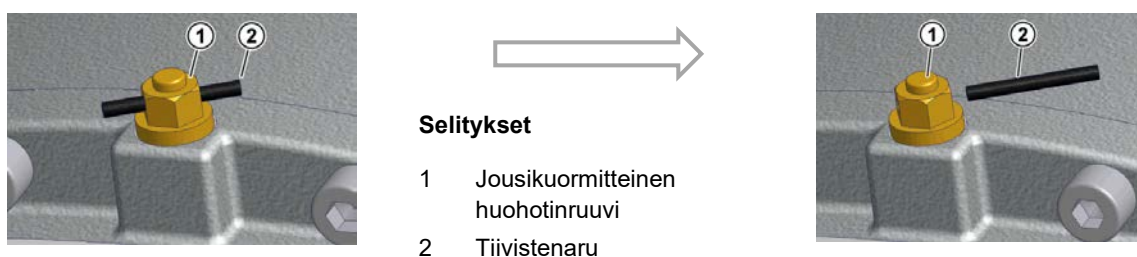 1 2
1 2
Selitykset
1 Jousikuormitteinen
huohotinruuvi
2 Tiivistenaru